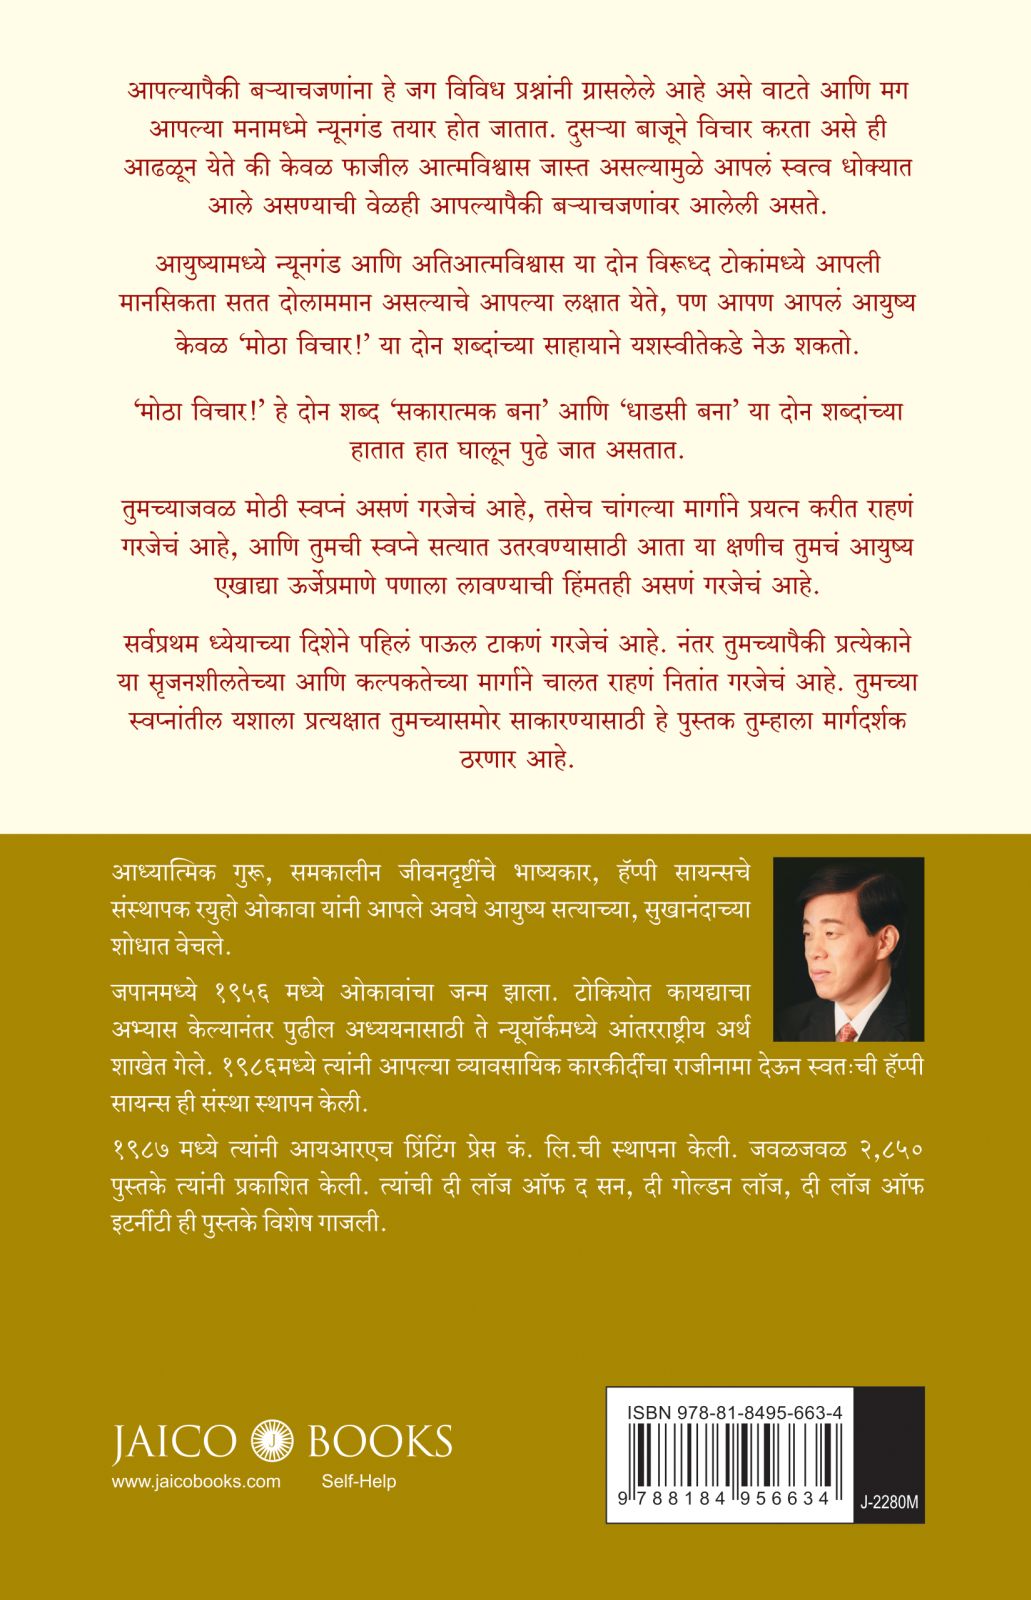 आपल्यापैकी बऱ्याचजणांना हे जग विविध प्रश्नांनी ग्रासलेले आहे असे वाटते आणि मग
आपल्या मनामध्मे न्यूनगंड तयार होत जातात. दुसऱ्या बाजूने विचार करता असे ही
आढळून येते की केवळ फाजील आत्मविश्वास जास्त असल्यामुळे आपलं स्वत्व धोक्यात
आले असण्याची वेळही आपल्यापैकी बऱ्याचजणांवर आलेली असते.
आयुष्यामध्ये न्यूनगंड आणि अतिआत्मविश्वास या दोन विरूध्द टोकांमध्ये आपली
मानसिकता सतत दोलाममान असल्याचे आपल्या लक्षात येते, पण आपण आपलं आयुष्य
केवळ ‘मोठा विचार!’ या दोन शब्दांच्या साहायाने यशस्वीतेकडे नेऊ शकतो.
‘मोठा विचार!’ हे दोन शब्द ‘सकारात्मक बना’ आणि ‘धाडसी बना’ या दोन शब्दांच्या
हातात हात घालून पुढे जात असतात.
तुमच्याजवळ मोठी स्वप्नं असणं गरजेचं आहे, तसेच चांगल्या मार्गाने प्रयत्न करीत राहणं
गरजेचं आहे, आणि तुमची स्वप्ने सत्यात उतरवण्यासाठी आता या क्षणीच तुमचं आयुष्य
एखाद्या ऊर्जेप्रमाणे पणाला लावण्याची हिंमतही असणं गरजेचं आहे.
सर्वप्रथम ध्येयाच्या दिशेने पहिलं पाऊल टाकणं गरजेचं आहे. नंतर तुमच्यापैकी प्रत्येकाने
या सृजनशीलतेच्या आणि कल्पकतेच्या मार्गाने चालत राहणं नितांत गरजेचं आहे. तुमच्या
स्वप्नांतील यशाला प्रत्यक्षात तुमच्यासमोर साकारण्यासाठी हे पुस्तक तुम्हाला मार्गदर्शक
ठरणार आहे.
आध्यात्मिक गुरू, समकालीन जीवनदृष्टींचे भाष्यकार, हॅप्पी सायन्सचे
संस्थापक रयुहो ओकावा यांनी आपले अवघे आयुष्य सत्याच्या, सुखानंदाच्या
शोधात वेचले.
जपानमध्ये १९५६ मध्ये ओकावांचा जन्म झाला. टोकियोत कायद्याचा
अभ्यास केल्यानंतर पुढील अध्ययनासाठी ते न्यूयॉर्कमध्ये आंतरराष्ट्रीय अर्थ
शाखेत गेले. १९८६मध्ये त्यांनी आपल्या व्यावसायिक कारकीर्दीचा राजीनामा देऊन स्वतःची हॅप्पी
सायन्स ही संस्था स्थापन केली.
१९८७ मध्ये त्यांनी आयआरएच प्रिंटिंग प्रेस कं. लि.ची स्थापना केली. जवळजवळ २,८५०
पुस्तके त्यांनी प्रकाशित केली. त्यांची दी लॉज ऑफ द सन, दी गोल्डन लॉज, दी लॉज ऑफ
इटर्नीटी ही पुस्तके विशेष गाजली.
JAICO J BOOKS
www.jaicobooks.com Self-Help
ISBN 978-81-8495-663-4
9 788184 956634
J-2280M